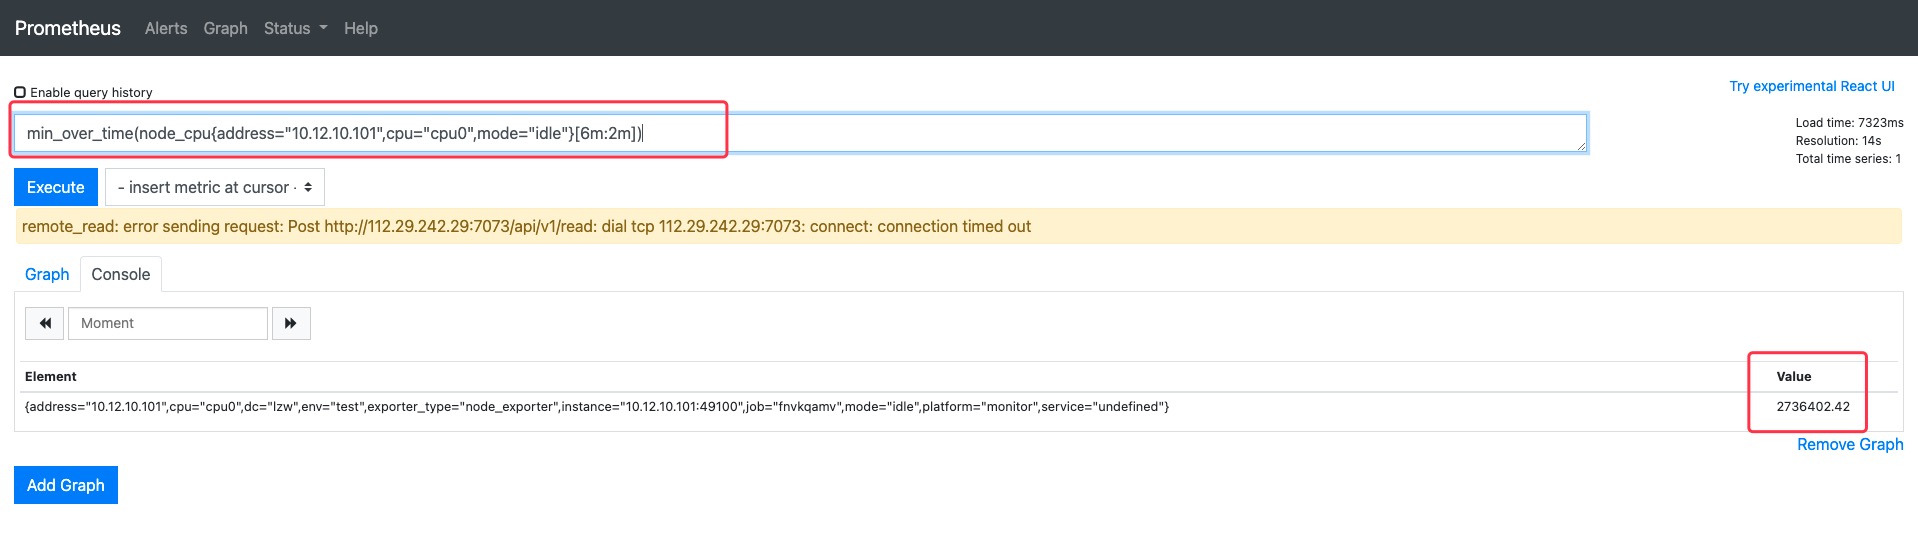 Prometheus Alerts Graph Status Help
Enable query history
Try experimental React UI
min_over_time(node_cpu{address="10.12.10.101",cpu="cpu0",mode="idle"}[6m:2m])
Load time: 7323ms
Resolution: 14s
Total time series: 1
Execute
- insert metric at cursor -
remote_read: error sending request: Post http://112.29.242.29:7073/api/v1/read: dial tcp 112.29.242.29:7073: connect: connection timed out
Graph Console
Moment
Element Value
{address="10.12.10.101",cpu="cpu0",dc="lzw",env="test",exporter_type="node_exporter",instance="10.12.10.101:49100",job="fnvkqamv",mode="idle",platform="monitor",service="undefined"} 2736402.42
Remove Graph
Add Graph